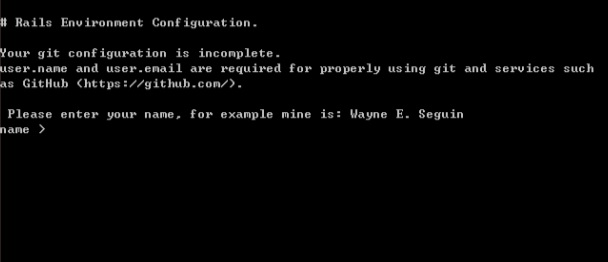 # Rails Environment Configuration.
Your git configuration is incomplete.
user.name and user.email are required for properly using git and services such
as GitHub (https://github.com/).
Please enter your name, for example mine is: Wayne E. Seguin
name >